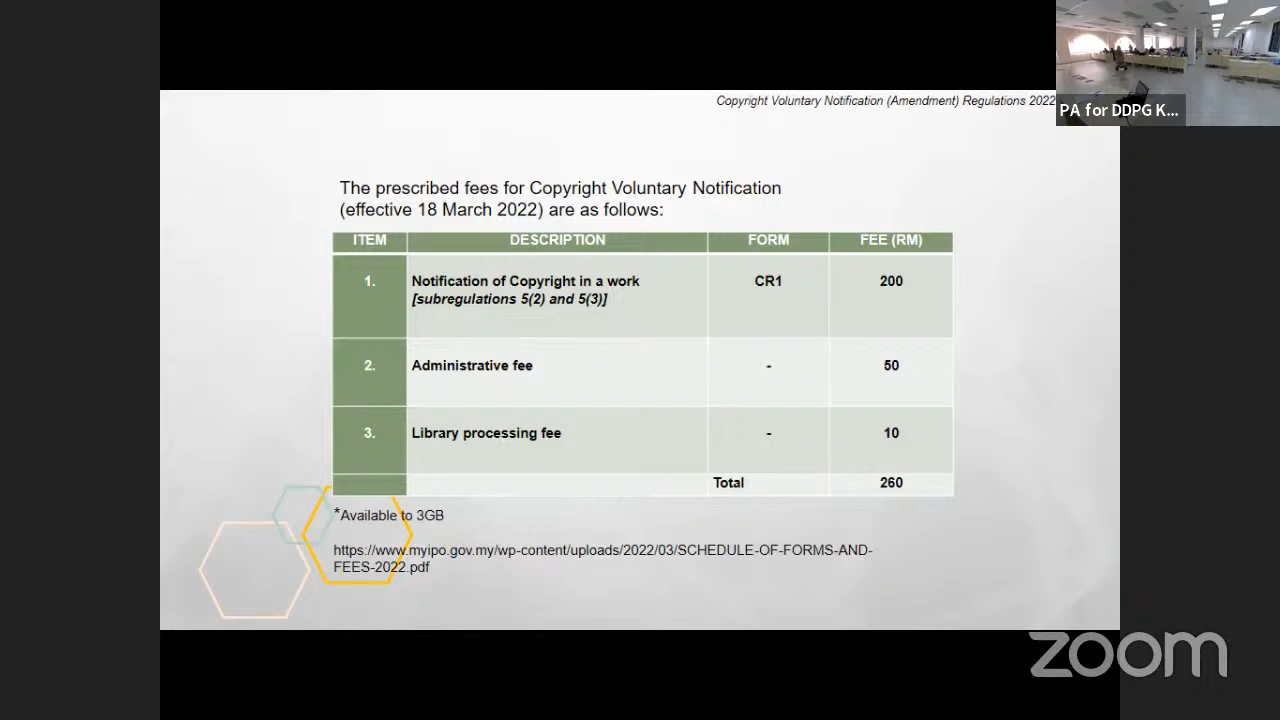 PA for DDPG K...
Copyright Voluntary Notification (Amendment) Regulations 2022
The prescribed fees for Copyright Voluntary Notification
(effective 18 March 2022) are as follows:
ITEM DESCRIPTION FORM FEE (RM)
1. Notification of Copyright in a work CR1 200
[subregulations 5(2) and 5(3)]
2. Administrative fee - 50
3. Library processing fee - 10
Total 260
*Available to 3GB
https://www.myipo.gov.my/wp-content/uploads/2022/03/SCHEDULE-OF-FORMS-AND-
FEES-2022.pdf
zoom